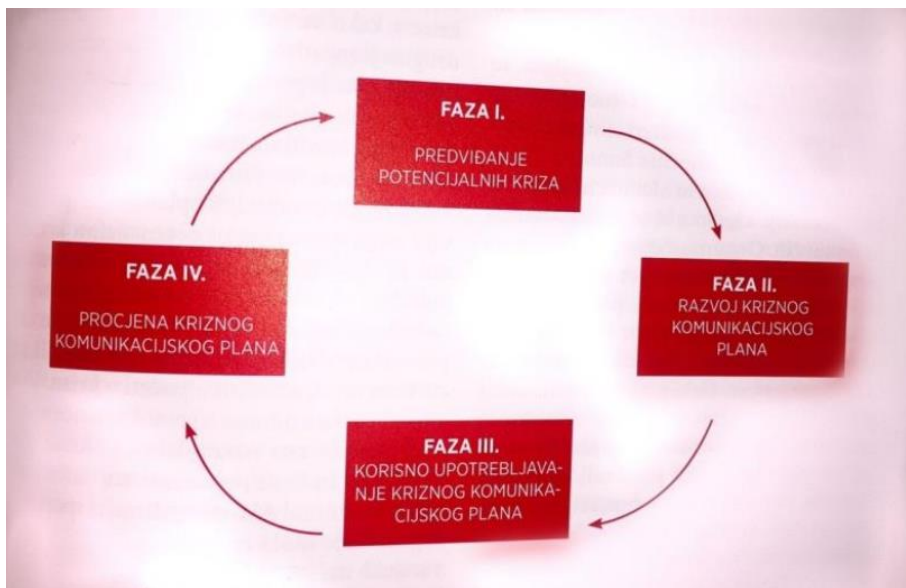 FAZA I.
PREDVIĐANJE
POTENCIJALNIH KRIZA
FAZA II.
RAZVOJ KRIZNOG
KOMUNIKACIJSKOG
PLANA
FAZA III.
KORISNO UPOTREBLJAVA-
NJE KRIZNOG KOMUNIKA-
CIJSKOG PLANA
FAZA IV.
PROCJENA KRIZNOG
KOMUNIKACIJSKOG PLANA